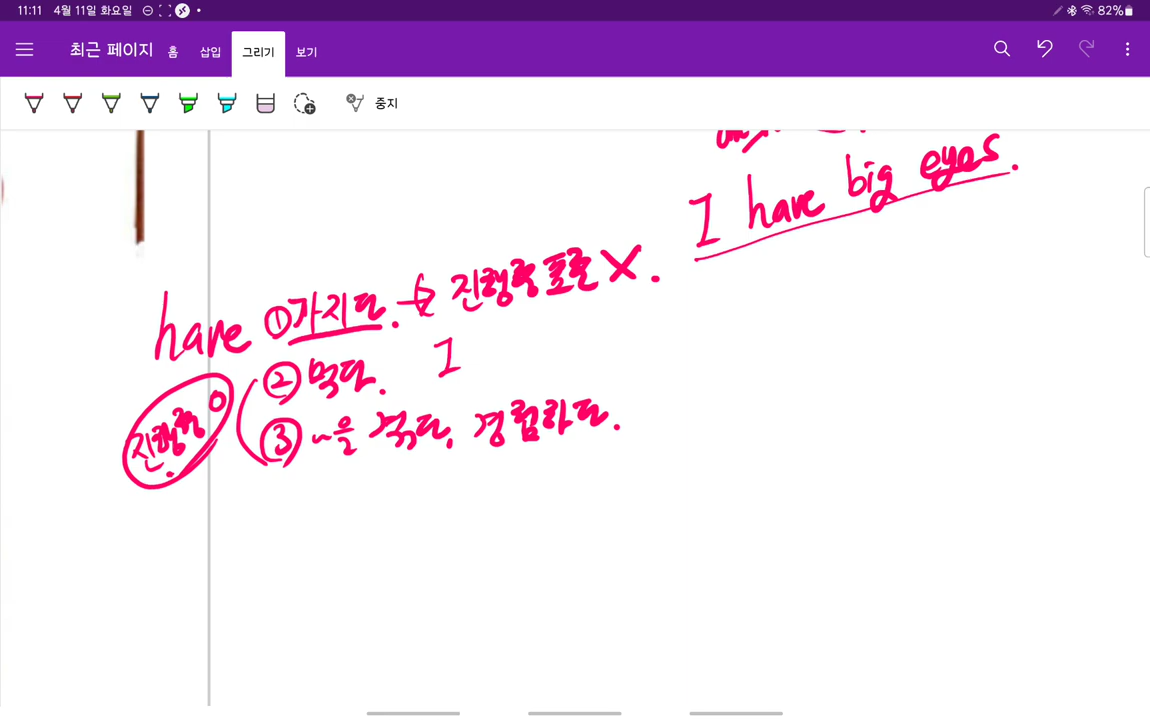 11:11 4월 11일 화요일
82%
최근 페이지 홈 삽입 그리기 보기
중지
I have big eyes.
have ①가지다. → 진행중 표현 X.
②먹다. I
③ ~을 겪다, 경험하다.
진행형 O